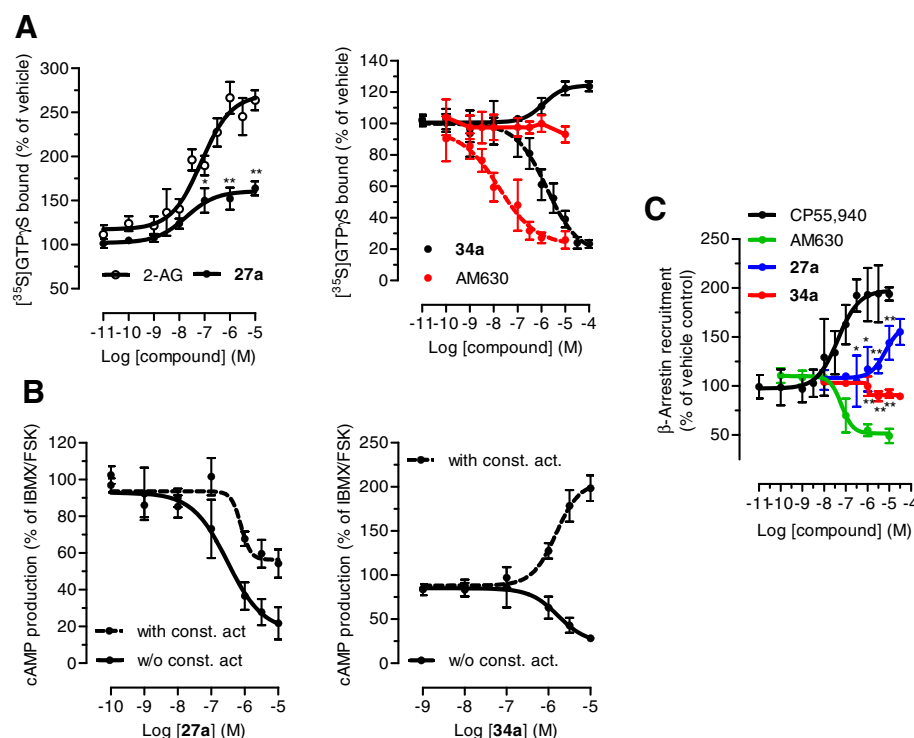 A
[³⁵S]GTPγS bound (% of vehicle)
300
250
200
150
100
50
* ** **
2-AG 27a
-11 -10 -9 -8 -7 -6 -5
Log [compound] (M)
[³⁵S]GTPγS bound (% of vehicle)
140
120
100
80
60
40
20
0
34a
AM630
-11 -10 -9 -8 -7 -6 -5 -4
Log [compound] (M)
B
cAMP production (% of IBMX/FSK)
120
100
80
60
40
20
0
with const. act
w/o const. act
-10 -9 -8 -7 -6 -5
Log [27a] (M)
cAMP production (% of IBMX/FSK)
250
200
150
100
50
0
with const. act.
w/o const. act.
-9 -8 -7 -6 -5
Log [34a] (M)
C
CP55,940
AM630
27a
34a
β-Arrestin recruitment
(% of vehicle control)
250
200
150
100
50
* * ** **
** ** **
-11 -10 -9 -8 -7 -6 -5 -4
Log [compound] (M)